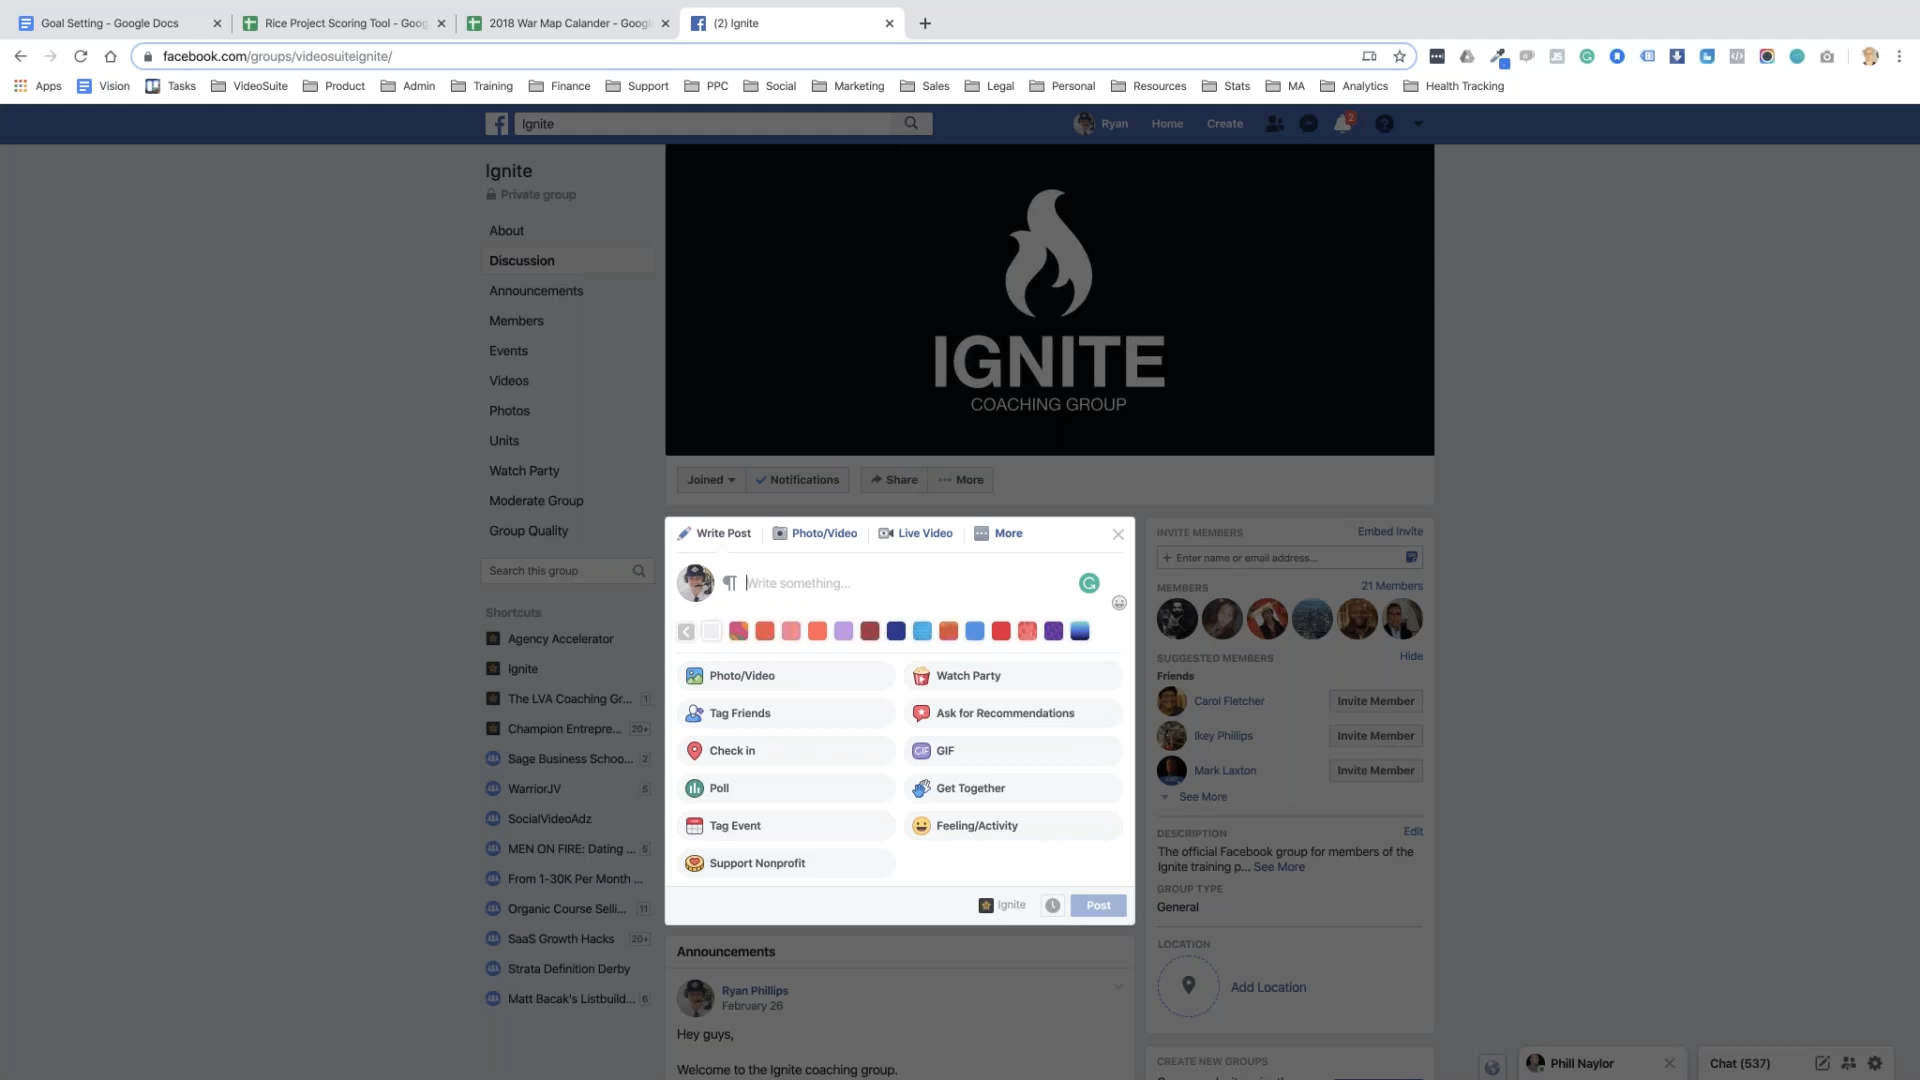 Goal Setting - Google Docs
Rice Project Scoring Tool - Goog
2018 War Map Calander - Googl
(2) Ignite
facebook.com/groups/videosuiteignite/
Apps
Vision
Tasks
VideoSuite
Product
Admin
Training
Finance
Support
PPC
Social
Marketing
Sales
Legal
Personal
Resources
Stats
MA
Analytics
Health Tracking
Ignite
Ryan
Home
Create
2
Ignite
Private group
About
Discussion
Announcements
Members
Events
Videos
Photos
Units
Watch Party
Moderate Group
Group Quality
Search this group
Shortcuts
Agency Accelerator
Ignite
The LVA Coaching Gr... 1
Champion Entrepre... 20+
Sage Business Schoo... 2
WarriorJV 5
SocialVideoAdz
MEN ON FIRE: Dating ... 5
From 1-30K Per Month ...
Organic Course Selli... 11
SaaS Growth Hacks 20+
Strata Definition Derby
Matt Bacak's Listbuild... 6
IGNITE
COACHING GROUP
Joined
Notifications
Share
More
Write Post
Photo/Video
Live Video
More
Write something...
Photo/Video
Watch Party
Tag Friends
Ask for Recommendations
Check in
GIF
GIF
Poll
Get Together
Tag Event
Feeling/Activity
Support Nonprofit
Ignite
Post
Announcements
Ryan Phillips
February 26
Hey guys,
Welcome to the Ignite coaching group.
INVITE MEMBERS
Embed Invite
+ Enter name or email address...
MEMBERS
21 Members
SUGGESTED MEMBERS
Hide
Friends
Carol Fletcher
Invite Member
Ikey Phillips
Invite Member
Mark Laxton
Invite Member
See More
DESCRIPTION
Edit
The official Facebook group for members of the
Ignite training p... See More
GROUP TYPE
General
LOCATION
Add Location
CREATE NEW GROUPS
Phill Naylor
Chat (537)